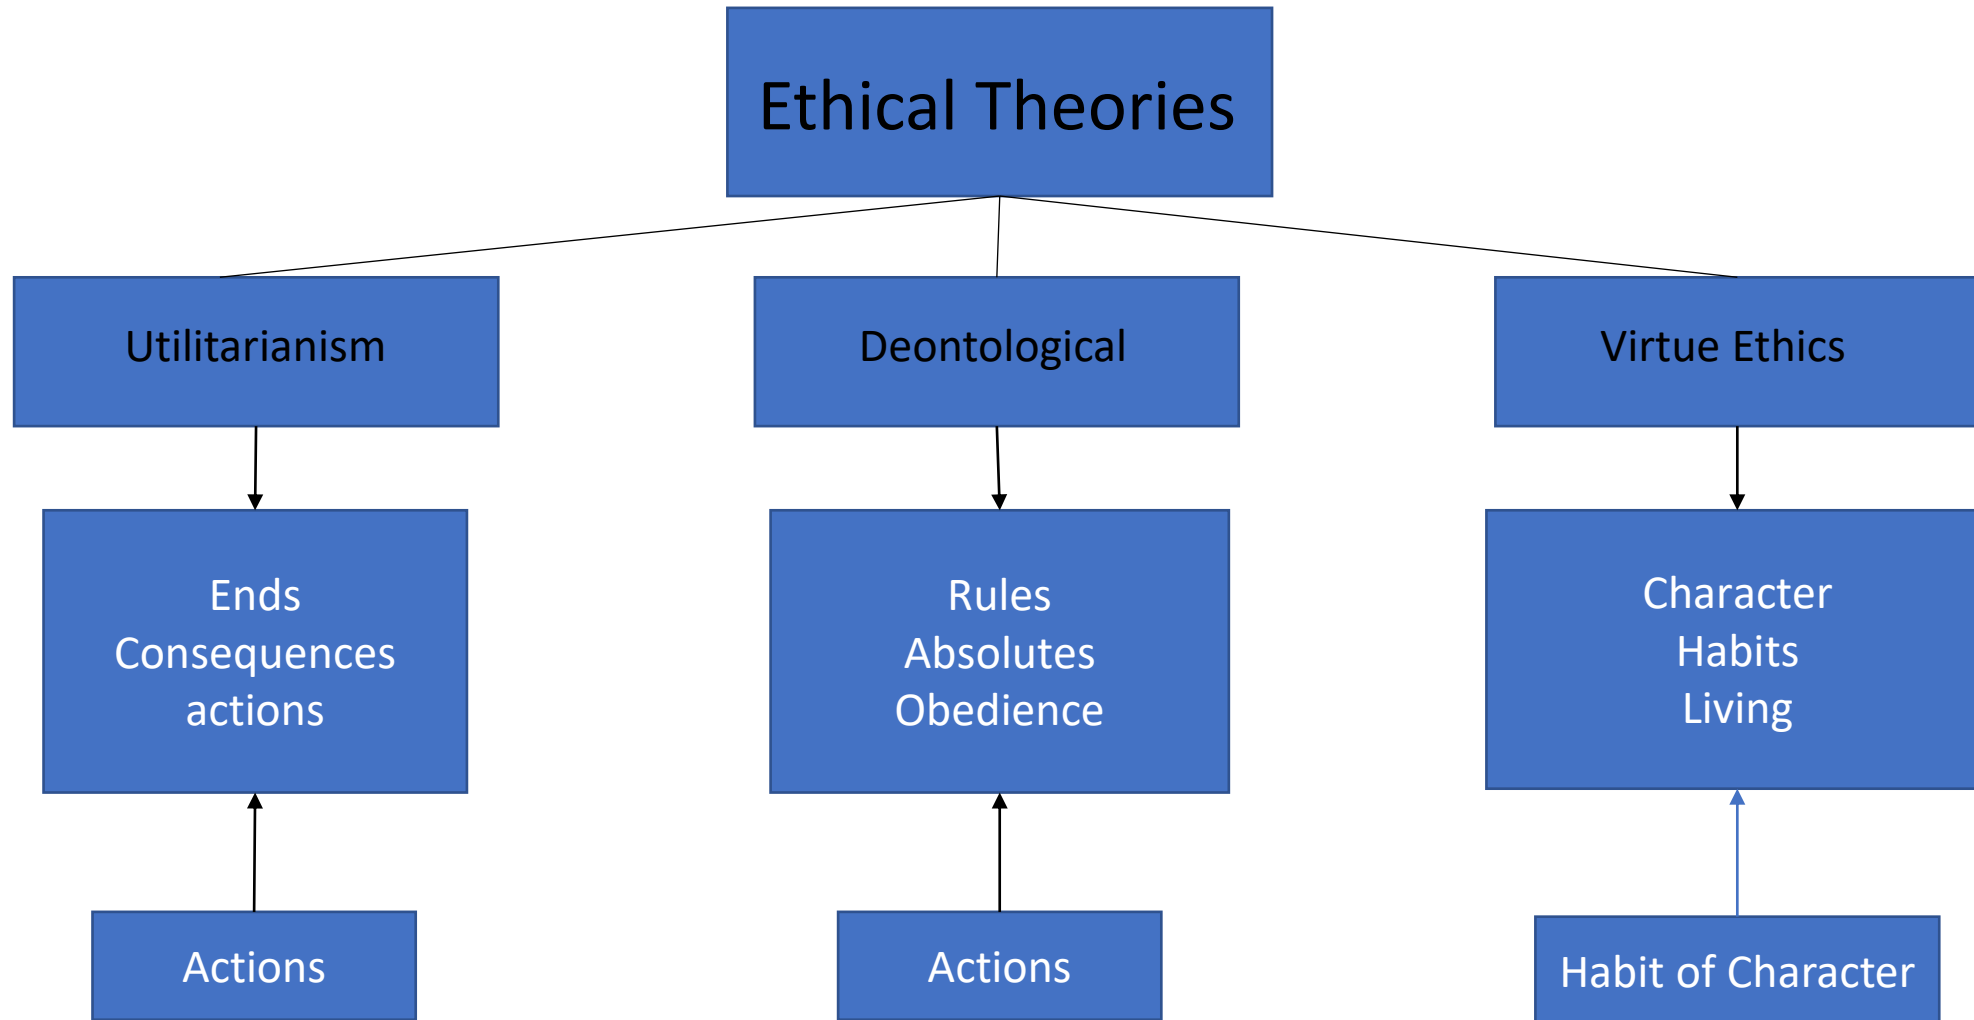 Ethical Theories
Utilitarianism
Deontological
Virtue Ethics
Ends
Consequences
actions
Rules
Absolutes
Obedience
Character
Habits
Living
Actions
Actions
Habit of Character